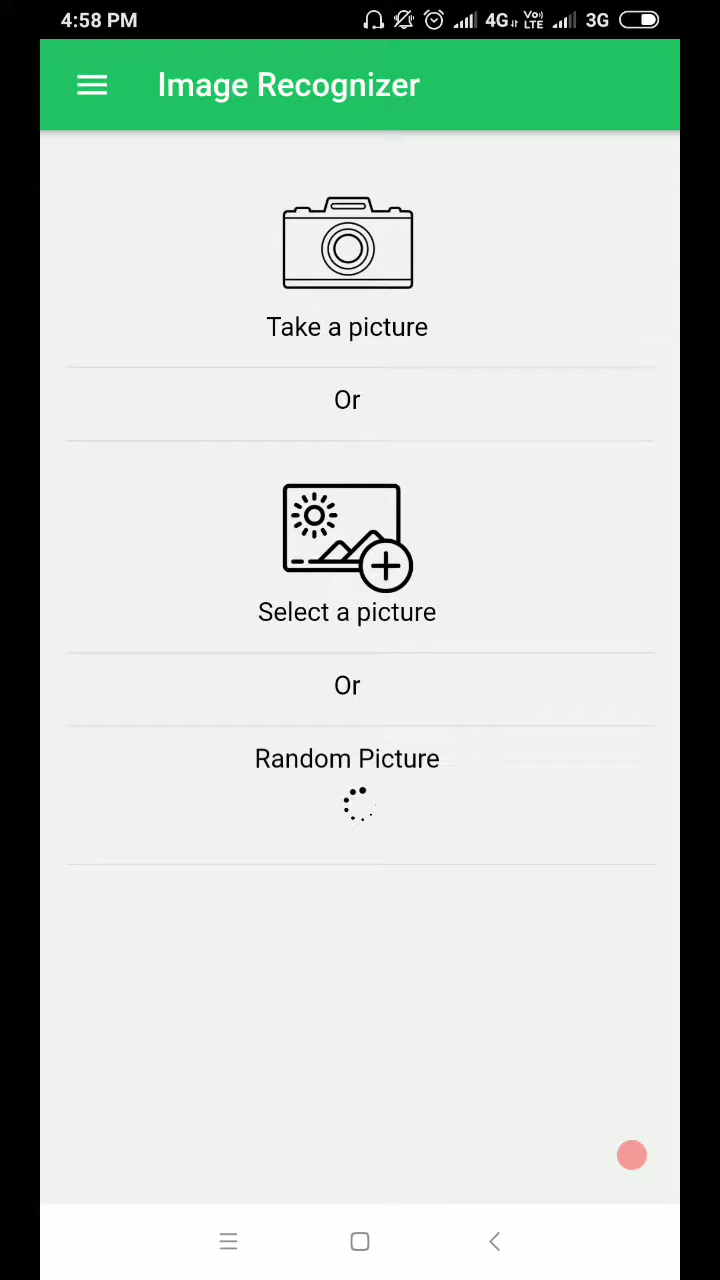 4:58 PM 4G Vo) LTE 3G
Image Recognizer
Take a picture
Or
Select a picture
Or
Random Picture